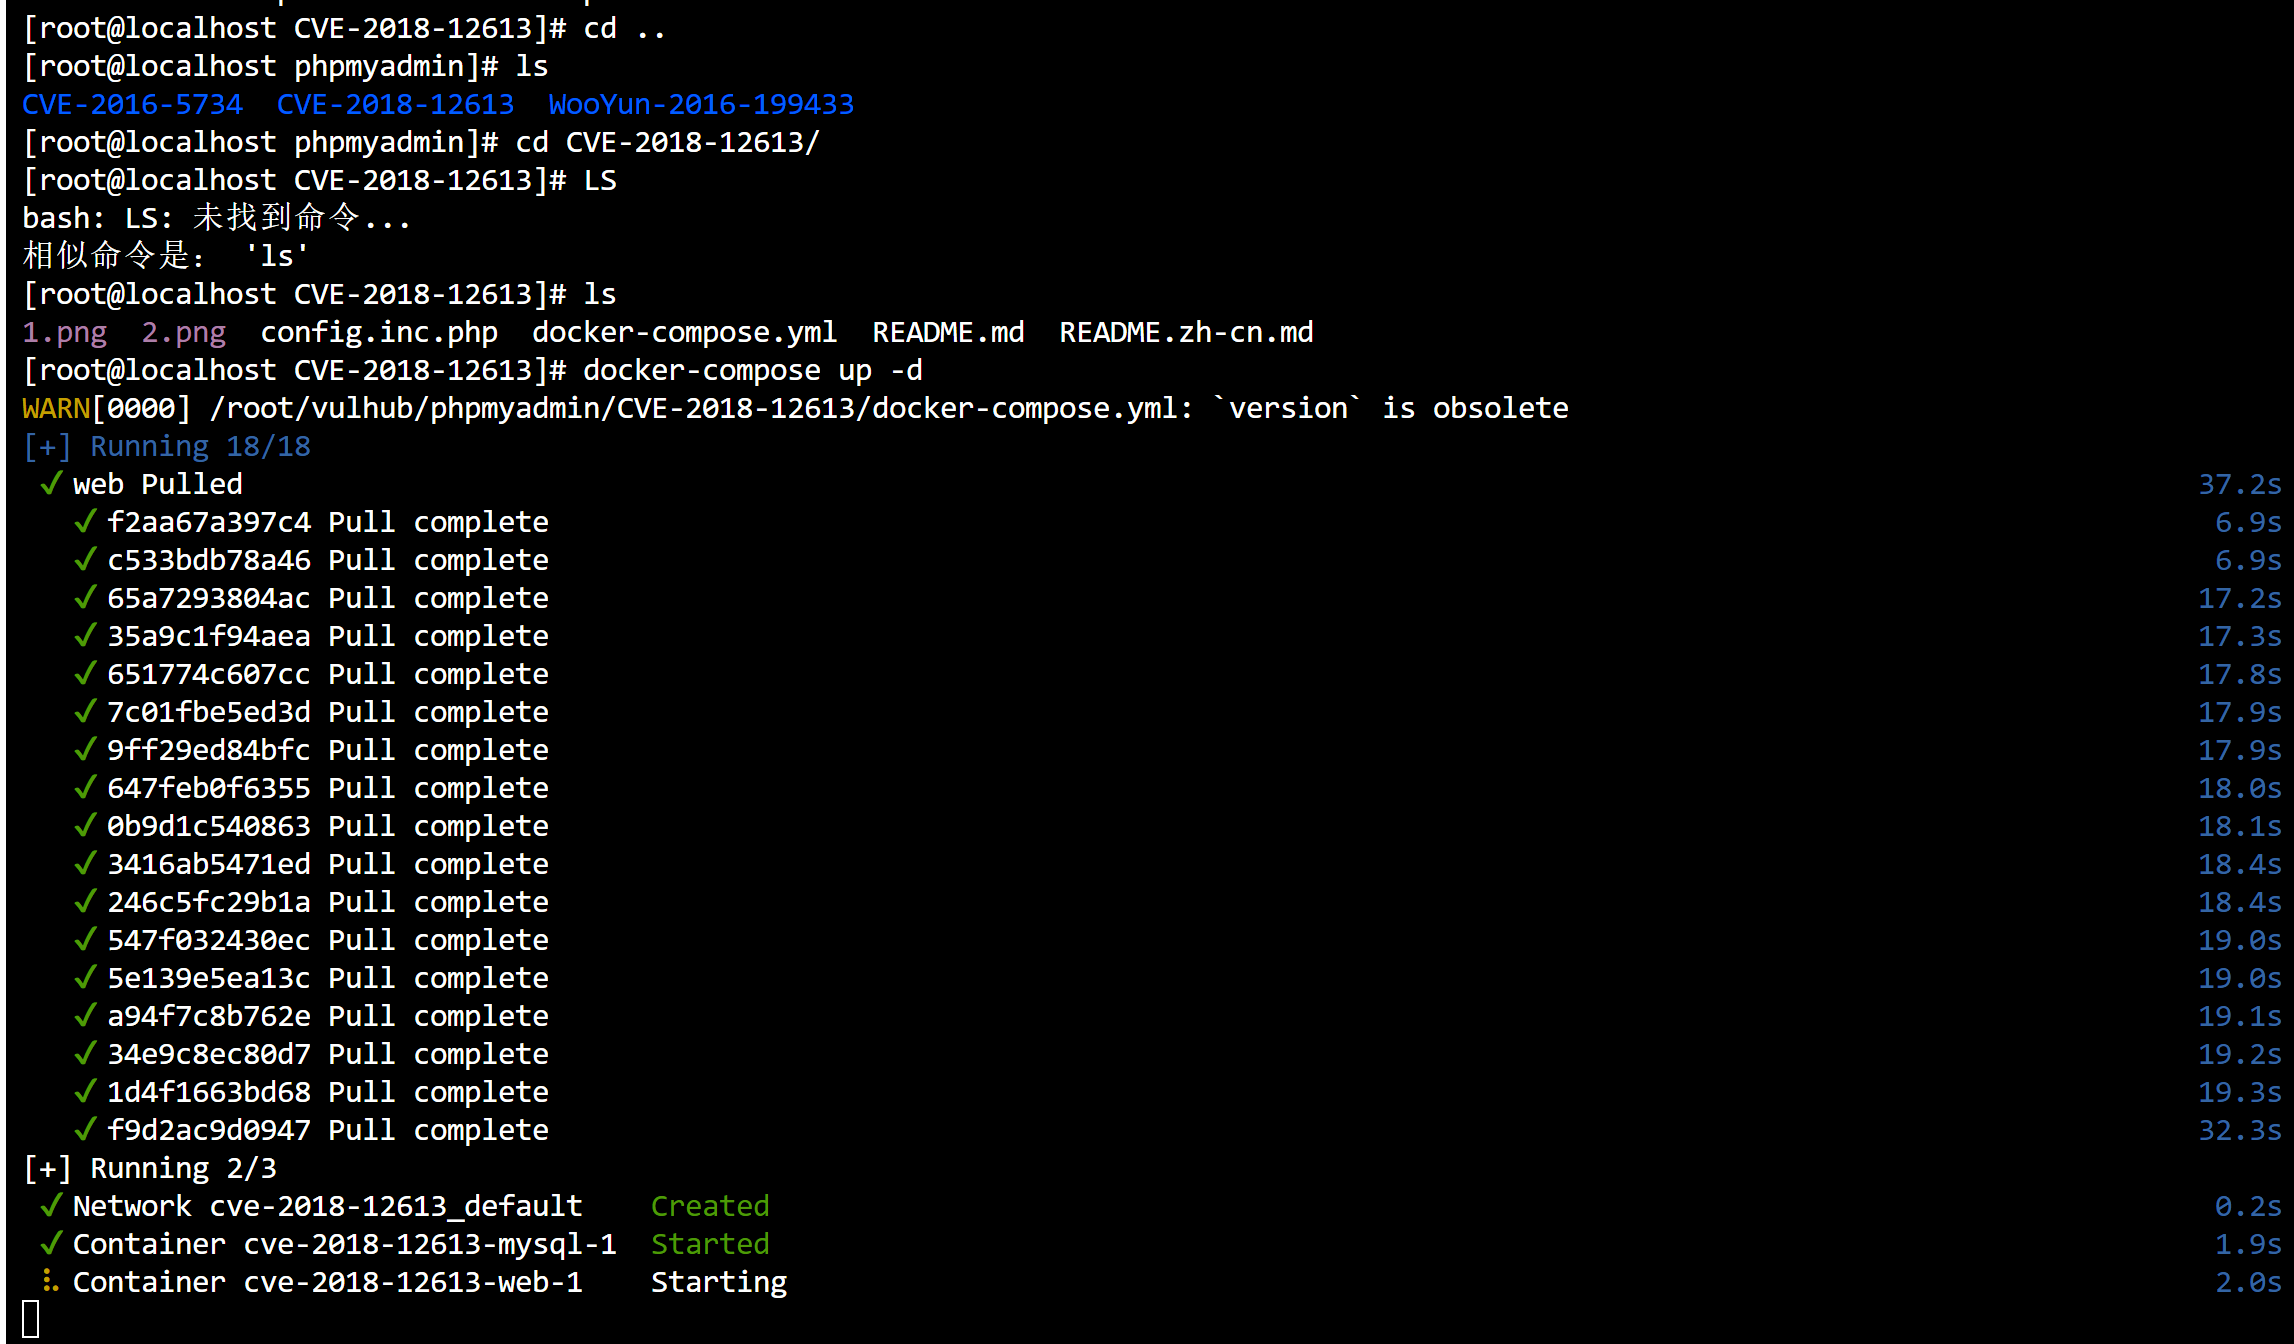 [root@localhost CVE-2018-12613]# cd ..
[root@localhost phpmyadmin]# ls
CVE-2016-5734  CVE-2018-12613  WooYun-2016-199433
[root@localhost phpmyadmin]# cd CVE-2018-12613/
[root@localhost CVE-2018-12613]# LS
bash: LS: 未找到命令...
相似命令是： 'ls'
[root@localhost CVE-2018-12613]# ls
1.png  2.png  config.inc.php  docker-compose.yml  README.md  README.zh-cn.md
[root@localhost CVE-2018-12613]# docker-compose up -d
WARN[0000] /root/vulhub/phpmyadmin/CVE-2018-12613/docker-compose.yml: `version` is obsolete
[+] Running 18/18
✓ web Pulled 37.2s
✓ f2aa67a397c4 Pull complete 6.9s
✓ c533bdb78a46 Pull complete 6.9s
✓ 65a7293804ac Pull complete 17.2s
✓ 35a9c1f94aea Pull complete 17.3s
✓ 651774c607cc Pull complete 17.8s
✓ 7c01fbe5ed3d Pull complete 17.9s
✓ 9ff29ed84bfc Pull complete 17.9s
✓ 647feb0f6355 Pull complete 18.0s
✓ 0b9d1c540863 Pull complete 18.1s
✓ 3416ab5471ed Pull complete 18.4s
✓ 246c5fc29b1a Pull complete 18.4s
✓ 547f032430ec Pull complete 19.0s
✓ 5e139e5ea13c Pull complete 19.0s
✓ a94f7c8b762e Pull complete 19.1s
✓ 34e9c8ec80d7 Pull complete 19.2s
✓ 1d4f1663bd68 Pull complete 19.3s
✓ f9d2ac9d0947 Pull complete 32.3s
[+] Running 2/3
✓ Network cve-2018-12613_default    Created 0.2s
✓ Container cve-2018-12613-mysql-1  Started 1.9s
⠧ Container cve-2018-12613-web-1    Starting 2.0s